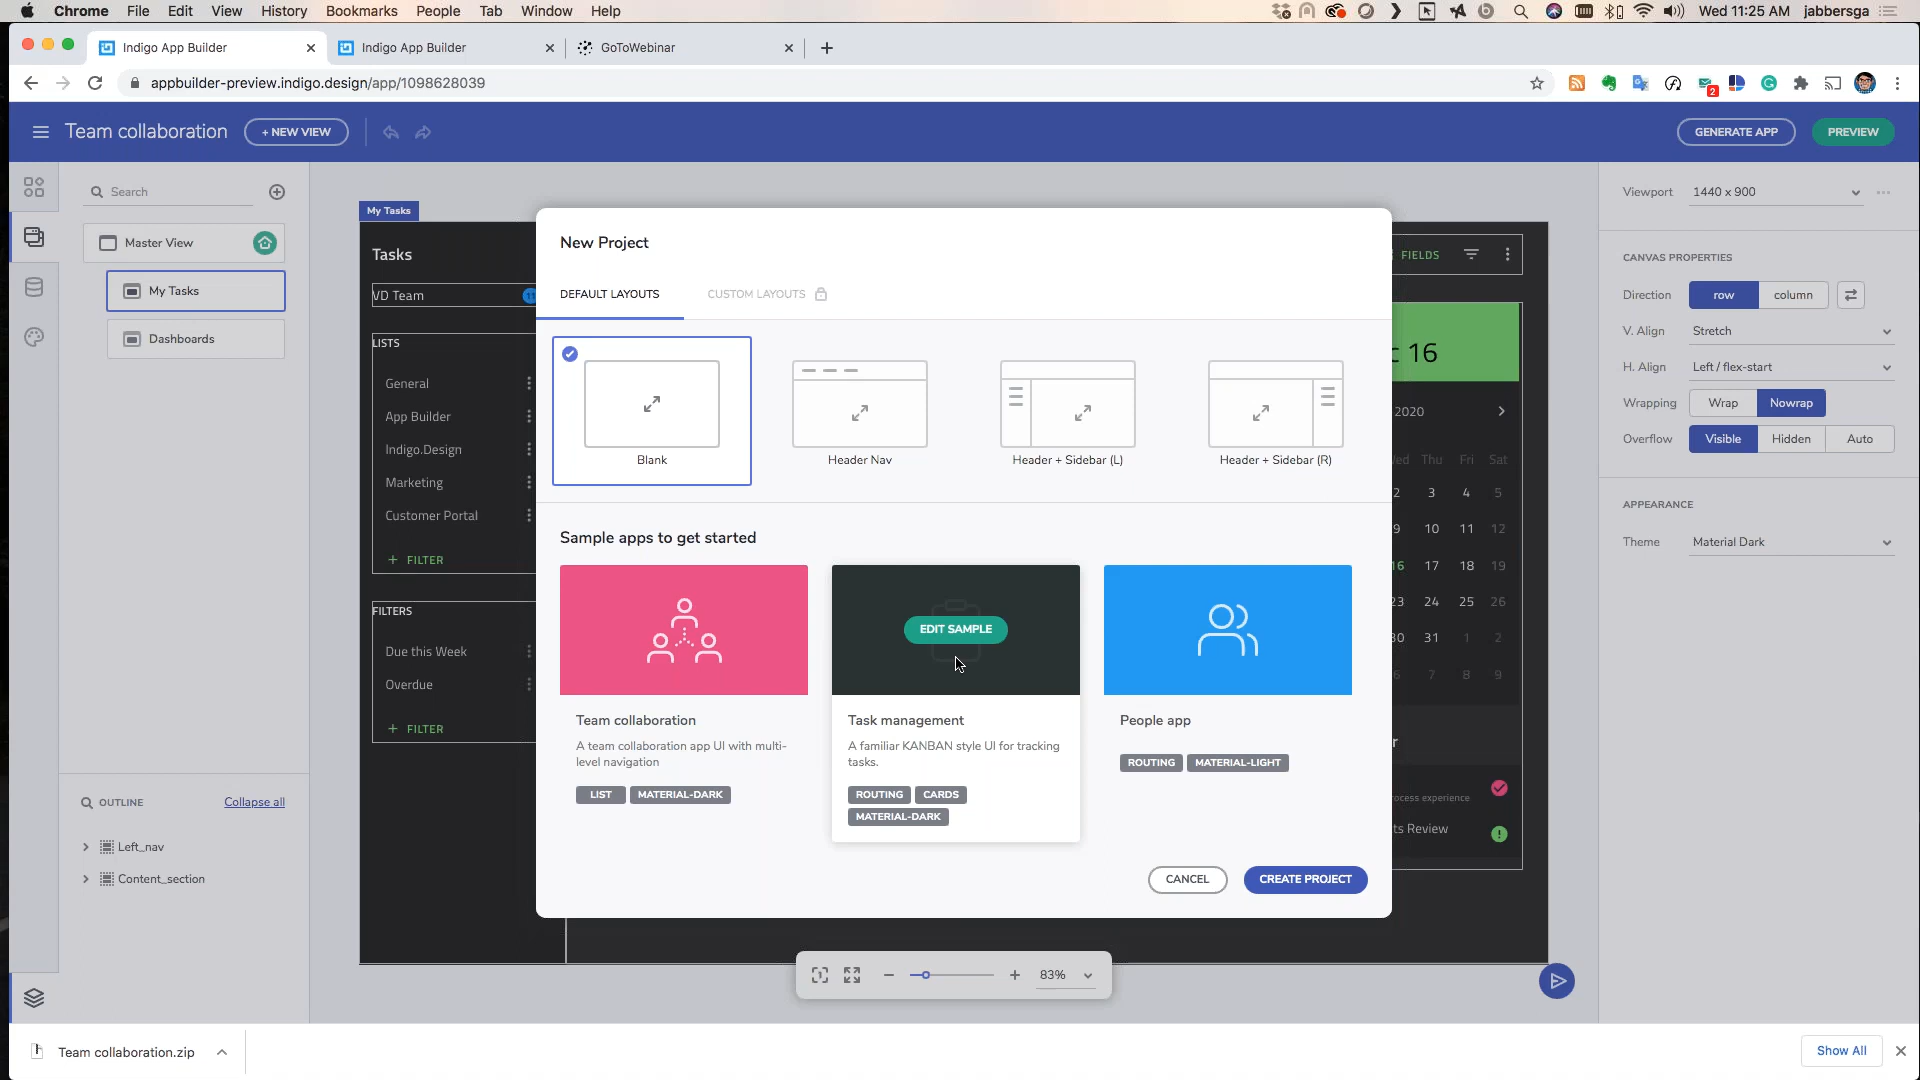 Chrome File Edit View History Bookmarks People Tab Window Help
Wed 11:25 AM jabbersga
Indigo App Builder
Indigo App Builder
GoToWebinar
appbuilder-preview.indigo.design/app/1098628039
2
Team collaboration
+ NEW VIEW
GENERATE APP
PREVIEW
Search
Master View
My Tasks
Dashboards
OUTLINE
Collapse all
Left_nav
Content_section
My Tasks
Tasks
VD Team
LISTS
General
App Builder
Indigo.Design
Marketing
Customer Portal
+ FILTER
FILTERS
Due this Week
Overdue
+ FILTER
New Project
DEFAULT LAYOUTS
CUSTOM LAYOUTS
Blank
Header Nav
Header + Sidebar (L)
Header + Sidebar (R)
Sample apps to get started
EDIT SAMPLE
Team collaboration
A team collaboration app UI with multi-
level navigation
LIST
MATERIAL-DARK
Task management
A familiar KANBAN style UI for tracking
tasks.
ROUTING
CARDS
MATERIAL-DARK
People app
ROUTING
MATERIAL-LIGHT
CANCEL
CREATE PROJECT
FIELDS
16
2020
Thu Fri Sat
2 3 4 5
9 10 11 12
16 17 18 19
23 24 25 26
30 31 1 2
6 7 8 9
process experience
Review
83%
Viewport
1440 x 900
CANVAS PROPERTIES
Direction
row
column
V. Align
Stretch
H. Align
Left / flex-start
Wrapping
Wrap
Nowrap
Overflow
Visible
Hidden
Auto
APPEARANCE
Theme
Material Dark
Team collaboration.zip
Show All